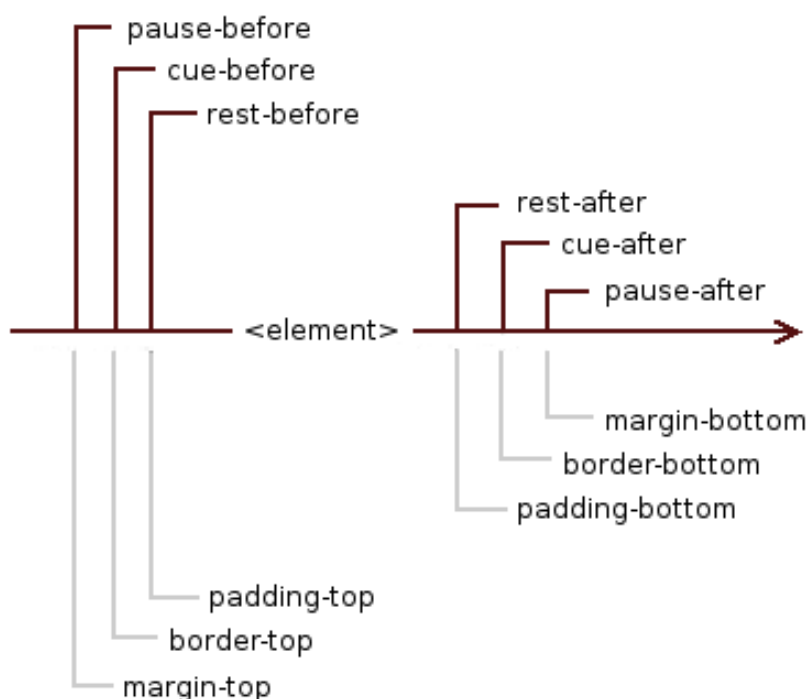 pause-before
cue-before
rest-before
rest-after
cue-after
pause-after
<element>
margin-bottom
border-bottom
padding-bottom
padding-top
border-top
margin-top